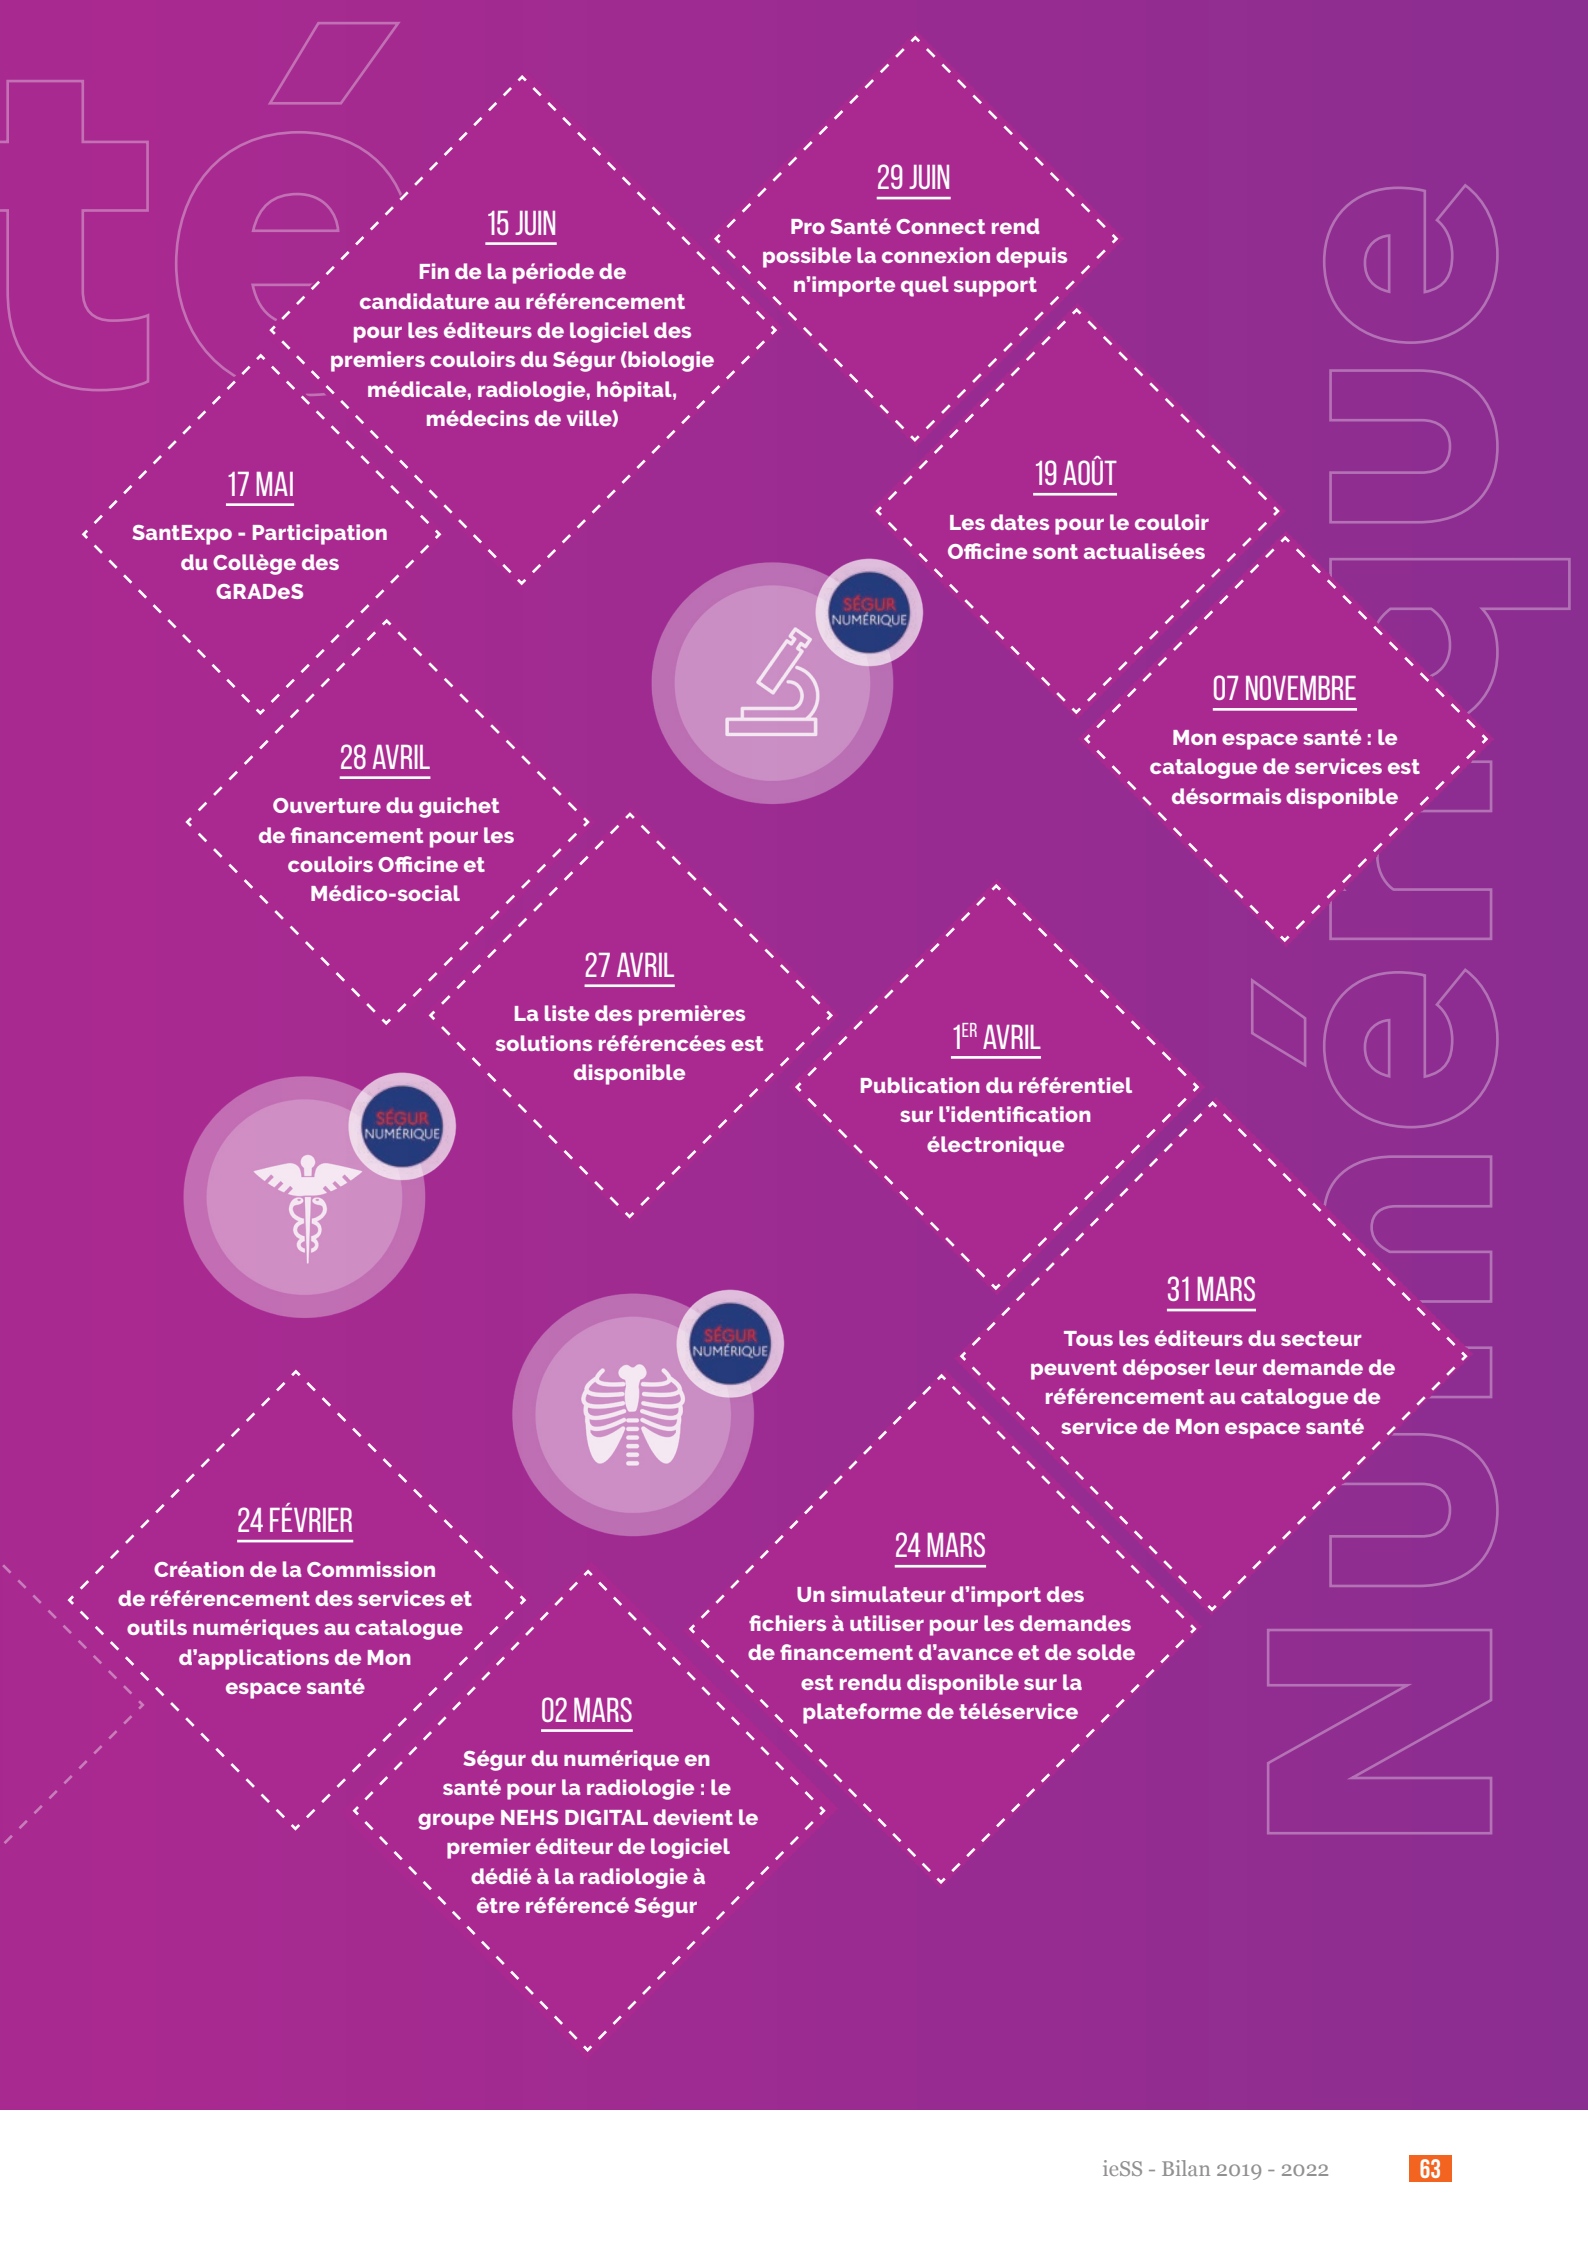 té
Numérique
29 JUIN
Pro Santé Connect rend
possible la connexion depuis
n'importe quel support
15 JUIN
Fin de la période de
candidature au référencement
pour les éditeurs de logiciel des
premiers couloirs du Ségur (biologie
médicale, radiologie, hôpital,
médecins de ville)
19 AOÛT
Les dates pour le couloir
Officine sont actualisées
17 MAI
SantExpo - Participation
du Collège des
GRADeS
SÉGUR
NUMÉRIQUE
07 NOVEMBRE
Mon espace santé : le
catalogue de services est
désormais disponible
28 AVRIL
Ouverture du guichet
de financement pour les
couloirs Officine et
Médico-social
27 AVRIL
La liste des premières
solutions référencées est
disponible
1ER AVRIL
Publication du référentiel
sur l'identification
électronique
SÉGUR
NUMÉRIQUE
31 MARS
Tous les éditeurs du secteur
peuvent déposer leur demande de
référencement au catalogue de
service de Mon espace santé
SÉGUR
NUMÉRIQUE
24 FÉVRIER
Création de la Commission
de référencement des services et
outils numériques au catalogue
d'applications de Mon
espace santé
24 MARS
Un simulateur d'import des
fichiers à utiliser pour les demandes
de financement d'avance et de solde
est rendu disponible sur la
plateforme de téléservice
02 MARS
Ségur du numérique en
santé pour la radiologie : le
groupe NEHS DIGITAL devient le
premier éditeur de logiciel
dédié à la radiologie à
être référencé Ségur
ieSS - Bilan 2019 - 2022
63